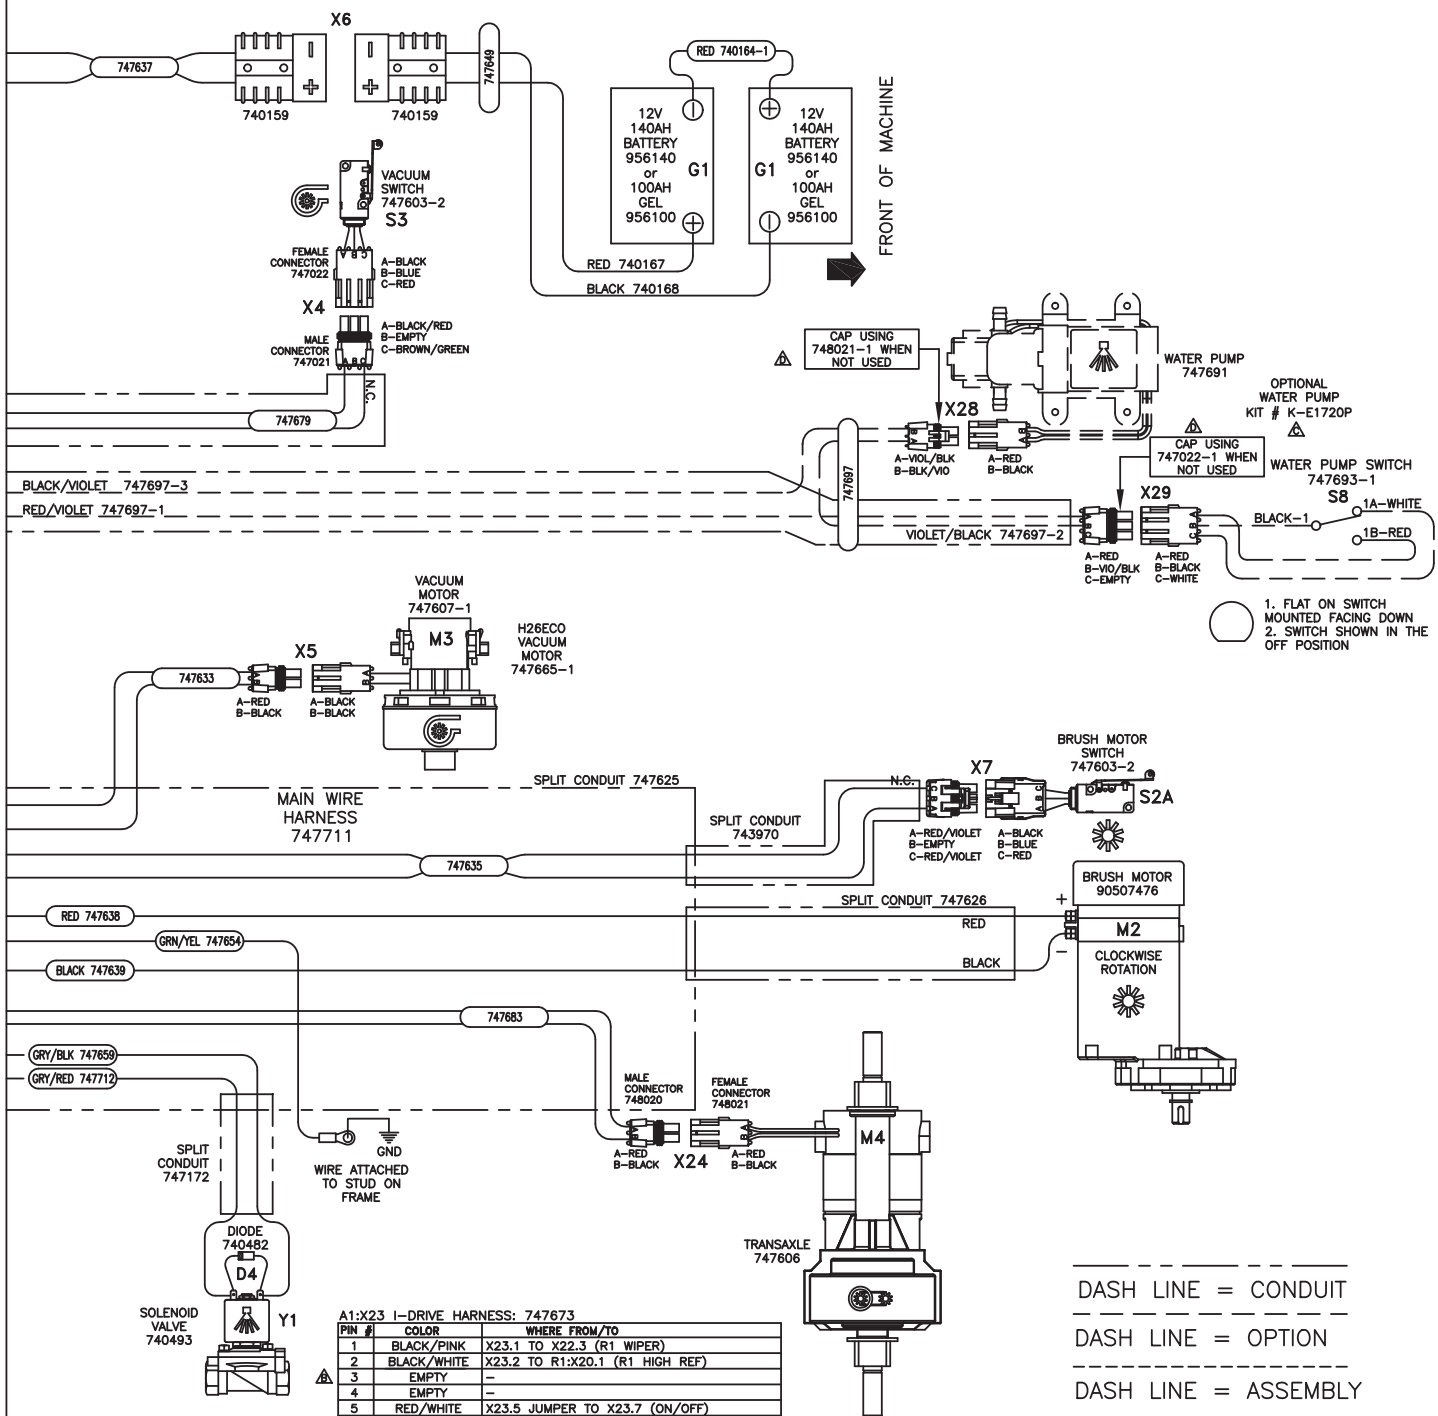 X6
747637
740159
740159
747649
RED 740164-1
12V
140AH
BATTERY
956140
or
100AH
GEL
956100
G1
12V
140AH
BATTERY
956140
or
100AH
GEL
956100
G1
FRONT OF MACHINE
RED 740167
BLACK 740168
VACUUM
SWITCH
747603-2
S3
FEMALE
CONNECTOR
747022
A B C
A-BLACK
B-BLUE
C-RED
X4
MALE
CONNECTOR
747021
A-BLACK/RED
B-EMPTY
C-BROWN/GREEN
A B C
N.C.
747679
CAP USING
748021-1 WHEN
NOT USED
D
WATER PUMP
747691
OPTIONAL
WATER PUMP
KIT # K-E1720P
C
X28
A-VIOL/BLK
B-BLK/VIO
A-RED
B-BLACK
D
CAP USING
747022-1 WHEN
NOT USED
WATER PUMP SWITCH
747693-1
S8
X29
1A-WHITE
BLACK-1
1B-RED
BLACK/VIOLET 747697-3
RED/VIOLET 747697-1
747697
VIOLET/BLACK 747697-2
A-RED
B-VIO/BLK
C-EMPTY
A-RED
B-BLACK
C-WHITE
1. FLAT ON SWITCH
MOUNTED FACING DOWN
2. SWITCH SHOWN IN THE
OFF POSITION
VACUUM
MOTOR
747607-1
M3
H26ECO
VACUUM
MOTOR
747665-1
X5
747633
A-RED
B-BLACK
A-BLACK
B-BLACK
SPLIT CONDUIT 747625
MAIN WIRE
HARNESS
747711
BRUSH MOTOR
SWITCH
747603-2
X7
N.C.
S2A
SPLIT CONDUIT
743970
A-RED/VIOLET
B-EMPTY
C-RED/VIOLET
A-BLACK
B-BLUE
C-RED
747635
BRUSH MOTOR
90507476
SPLIT CONDUIT 747626
+
RED 747638
RED
M2
GRN/YEL 747654
-
BLACK 747639
BLACK
CLOCKWISE
ROTATION
747683
GRY/BLK 747659
GRY/RED 747712
MALE
CONNECTOR
748020
FEMALE
CONNECTOR
748021
GND
WIRE ATTACHED
TO STUD ON
FRAME
A-RED
B-BLACK
X24
A-RED
B-BLACK
M4
SPLIT
CONDUIT
747172
DIODE
740482
D4
TRANSAXLE
747606
SOLENOID
VALVE
740493
Y1
A1:X23 I-DRIVE HARNESS: 747673
PIN # COLOR WHERE FROM/TO
1 BLACK/PINK X23.1 TO X22.3 (R1 WIPER)
2 BLACK/WHITE X23.2 TO R1:X20.1 (R1 HIGH REF)
B
3 EMPTY -
4 EMPTY -
5 RED/WHITE X23.5 JUMPER TO X23.7 (ON/OFF)
DASH LINE = CONDUIT
DASH LINE = OPTION
DASH LINE = ASSEMBLY